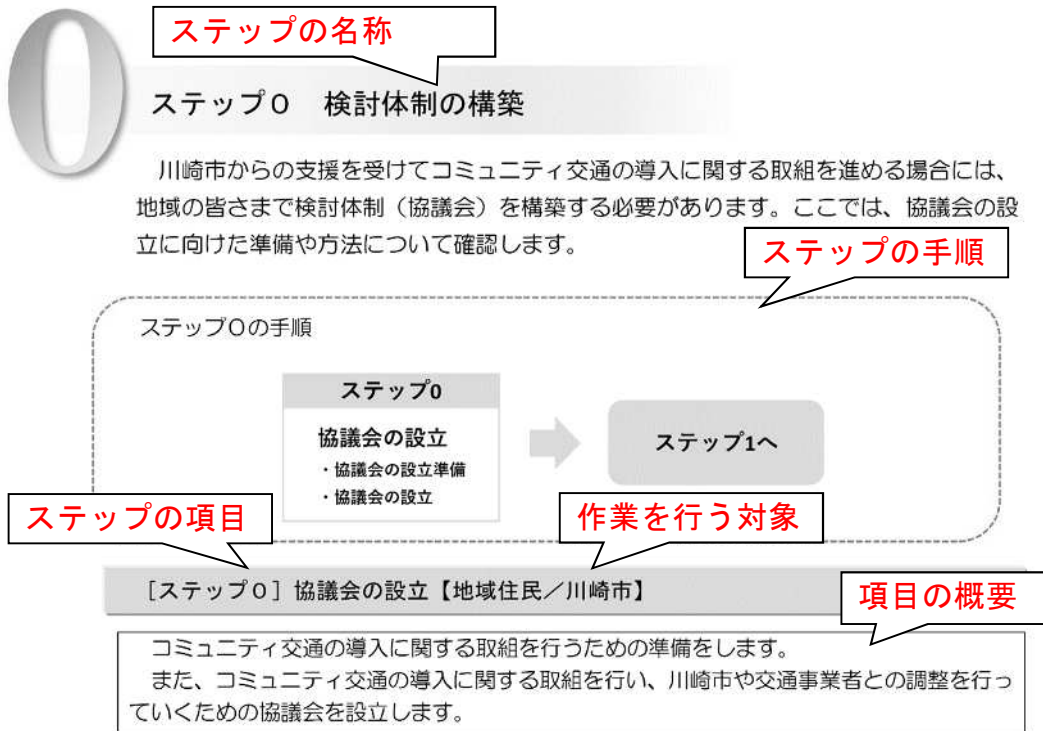 0
ステップの名称
ステップ０　検討体制の構築
川崎市からの支援を受けてコミュニティ交通の導入に関する取組を進める場合には、
地域の皆さまで検討体制（協議会）を構築する必要があります。ここでは、協議会の設
立に向けた準備や方法について確認します。
ステップの手順
ステップ０の手順
ステップ0
協議会の設立
・協議会の設立準備
・協議会の設立
ステップ1へ
ステップの項目
作業を行う対象
［ステップ０］協議会の設立【地域住民／川崎市】
項目の概要
コミュニティ交通の導入に関する取組を行うための準備をします。
また、コミュニティ交通の導入に関する取組を行い、川崎市や交通事業者との調整を行っ
ていくための協議会を設立します。